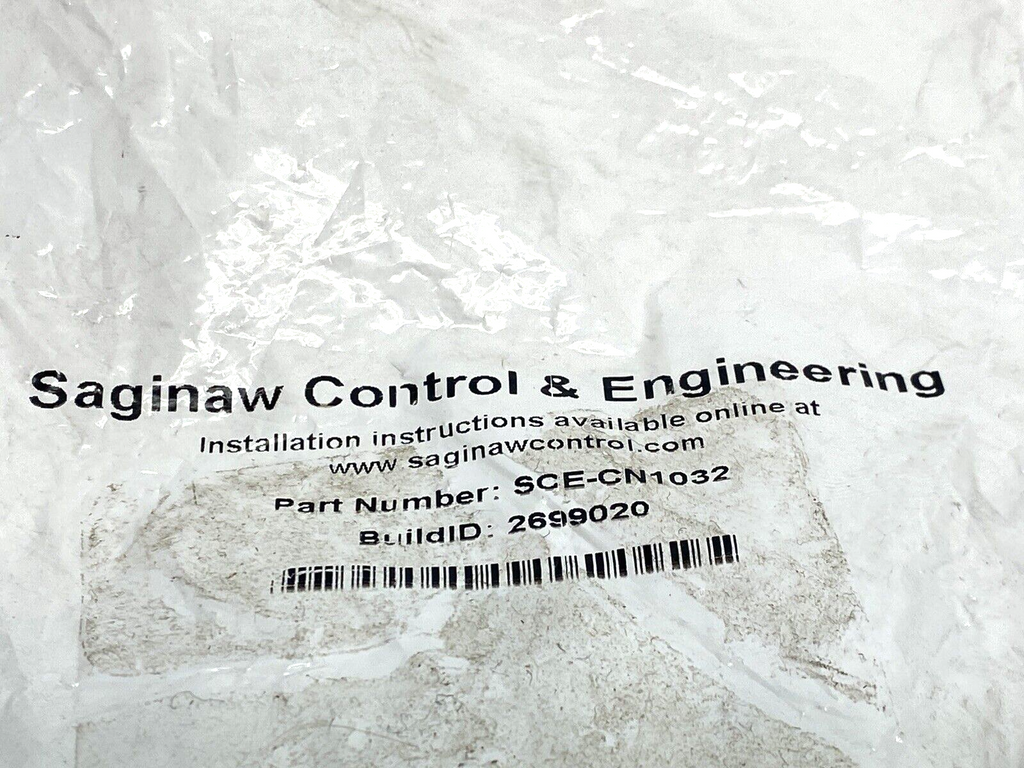 Saginaw Control & Engineering
Installation instructions available online at
www saginawcontrol.com
Part Number: SCE-CN1032
BuildID: 2699020